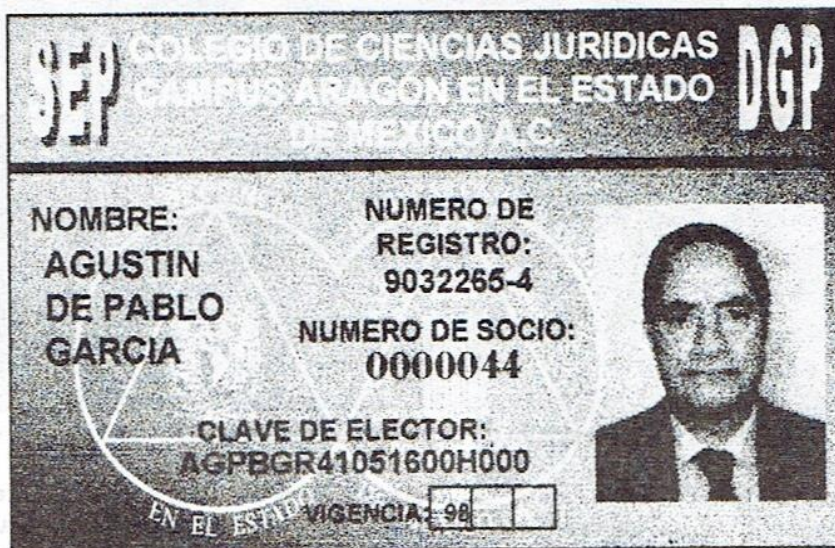 SEP
COLEGIO DE CIENCIAS JURIDICAS
CAMPUS ARAGON EN EL ESTADO
DE MEXICO A.C.
DGP
NOMBRE:
AGUSTIN
DE PABLO
GARCIA
NUMERO DE
REGISTRO:
9032265-4
NUMERO DE SOCIO:
0000044
CLAVE DE ELECTOR:
AGPBGR41051600H000
EN EL ESTADO
VIGENCIA: 98